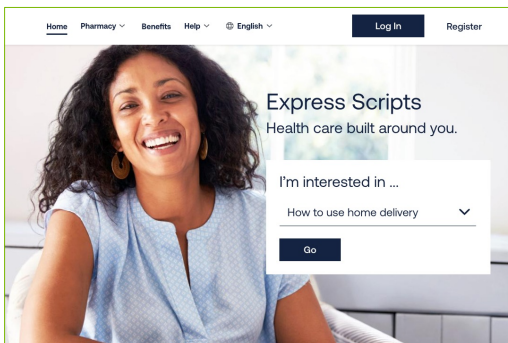 Home Pharmacy Benefits Help English Log In Register
Express Scripts
Health care built around you.
I'm interested in ...
How to use home delivery
Go